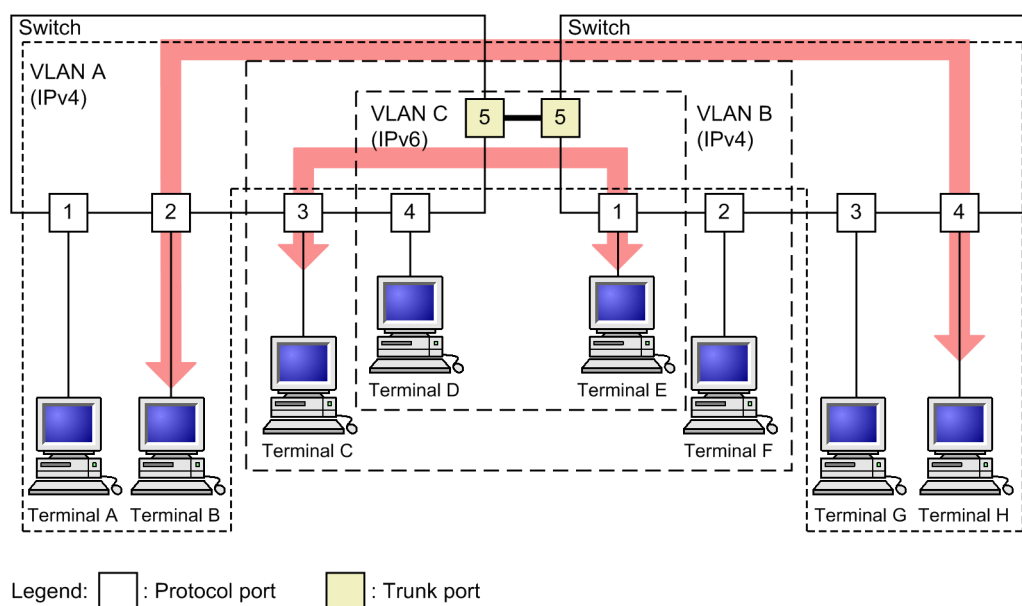 Switch
Switch
VLAN A
(IPv4)
VLAN C
(IPv6)
5
5
VLAN B
(IPv4)
1
2
3
4
1
2
3
4
Terminal D
Terminal E
Terminal C
Terminal F
Terminal A
Terminal B
Terminal G
Terminal H
Legend: : Protocol port : Trunk port